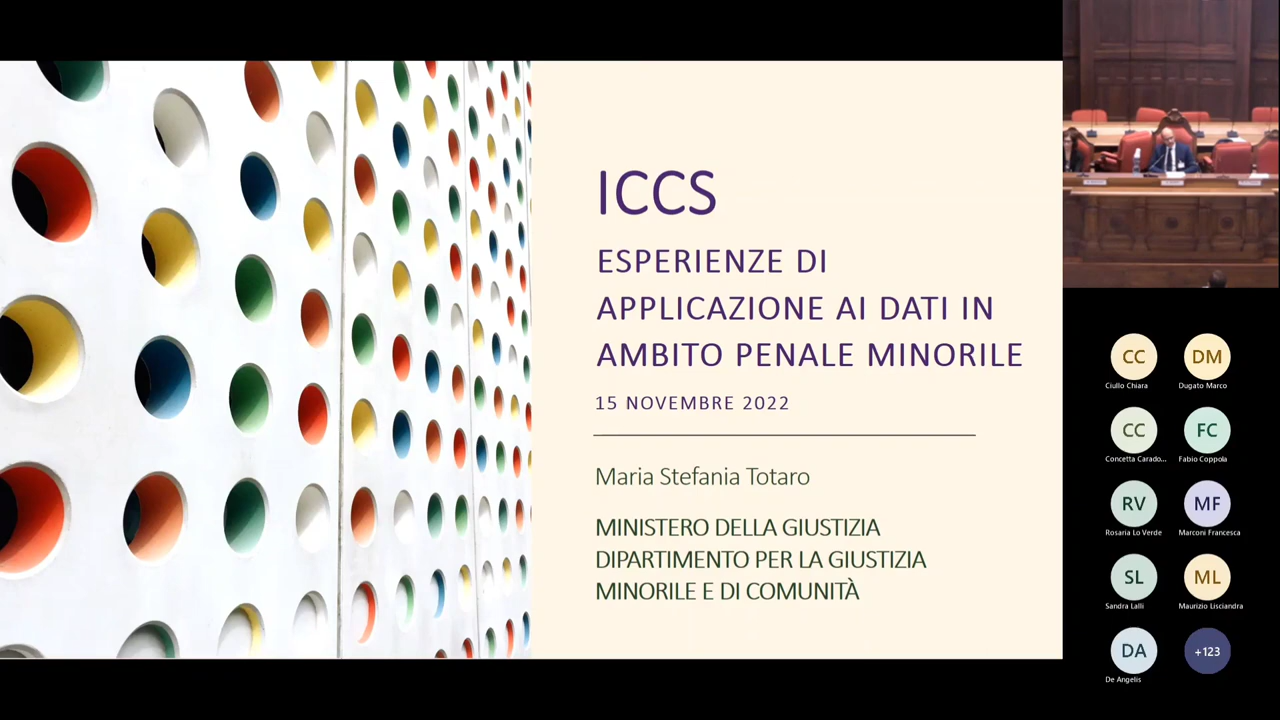 ICCS
ESPERIENZE DI
APPLICAZIONE AI DATI IN
AMBITO PENALE MINORILE
15 NOVEMBRE 2022
Maria Stefania Totaro
MINISTERO DELLA GIUSTIZIA
DIPARTIMENTO PER LA GIUSTIZIA
MINORILE E DI COMUNITÀ
CC
Ciullo Chiara
DM
Dugato Marco
CC
Concetta Carado...
FC
Fabio Coppola
RV
Rosaria Lo Verde
MF
Marconi Francesca
SL
Sandra Lalli
ML
Maurizio Lisciandra
DA
De Angelis
+123